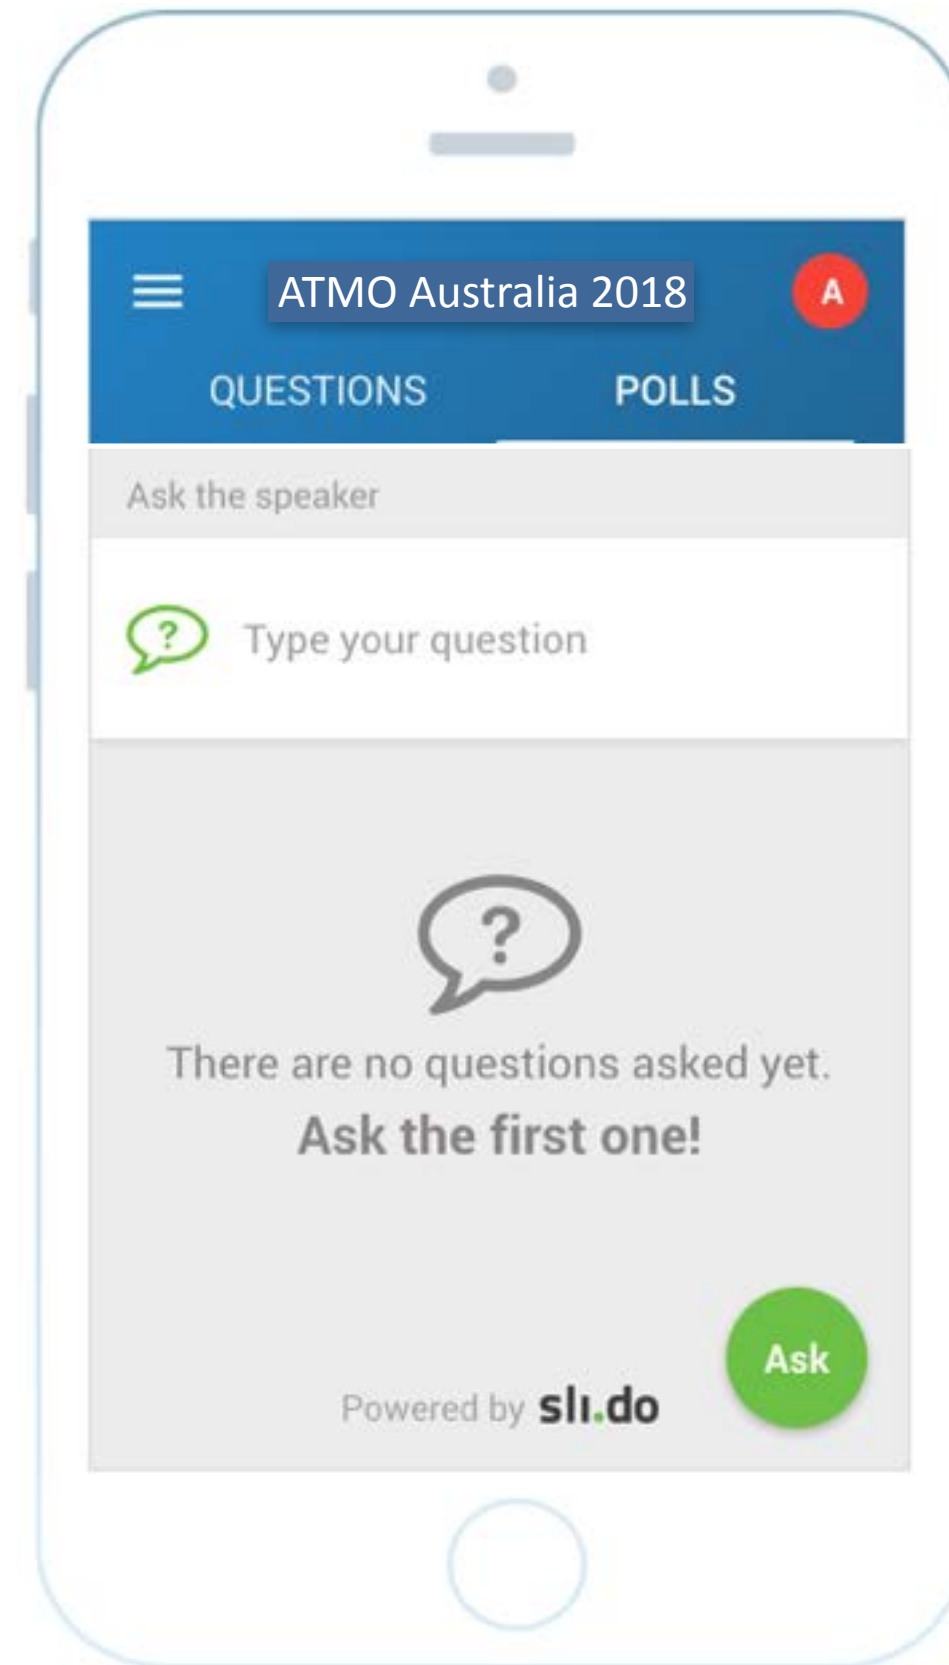 ATMO Australia 2018
A
QUESTIONS POLLS
Ask the speaker
? Type your question
?
There are no questions asked yet.
Ask the first one!
Ask
Powered by sli.do